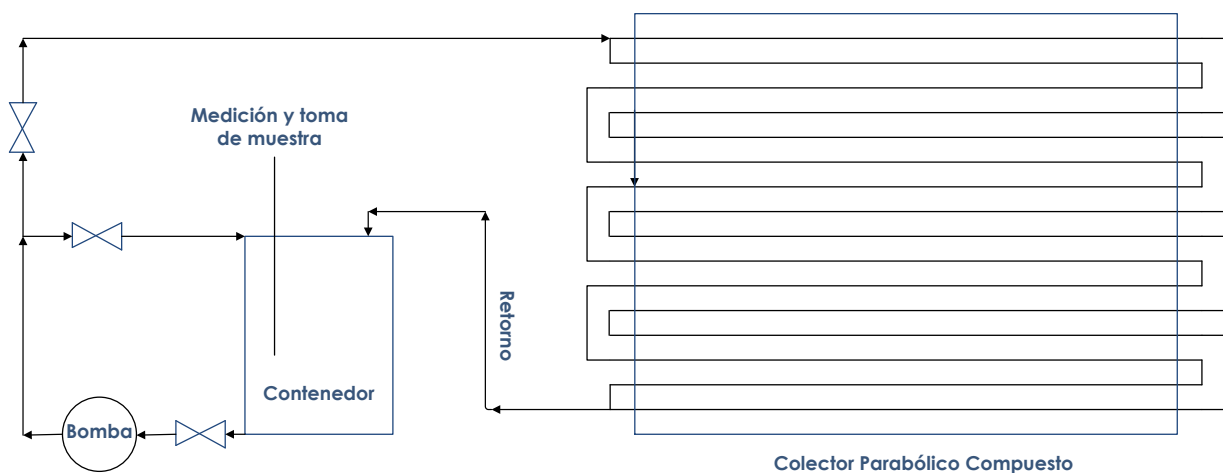 Medición y toma
de muestra
Retorno
Contenedor
Bomba
Colector Parabólico Compuesto